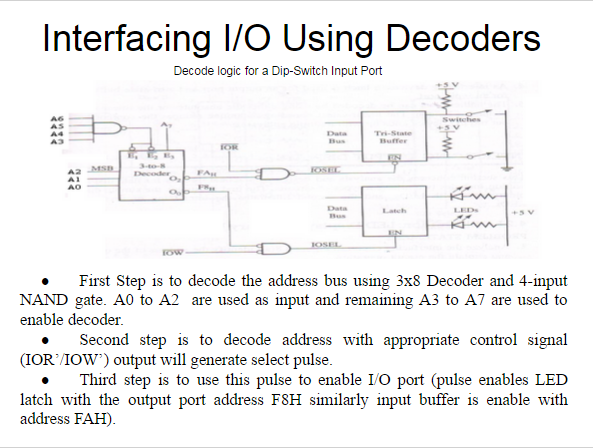 Interfacing I/O Using Decoders
Decode logic for a Dip-Switch Input Port
+5 V
A6
A5
A4
A3
A7
Switches
+5 V
Data
Bus
Tri-State
Buffer
IOR
E1 E2 E3
EN
3-to-8
Decoder
A2 MSB
A1
A0
O2
FAH
IOSEL
O0
F8H
Data
Bus
Latch
LEDs
+5 V
EN
IOSEL
IOW
• First Step is to decode the address bus using 3x8 Decoder and 4-input
NAND gate. A0 to A2 are used as input and remaining A3 to A7 are used to
enable decoder.
• Second step is to decode address with appropriate control signal
(IOR'/IOW') output will generate select pulse.
• Third step is to use this pulse to enable I/O port (pulse enables LED
latch with the output port address F8H similarly input buffer is enable with
address FAH).